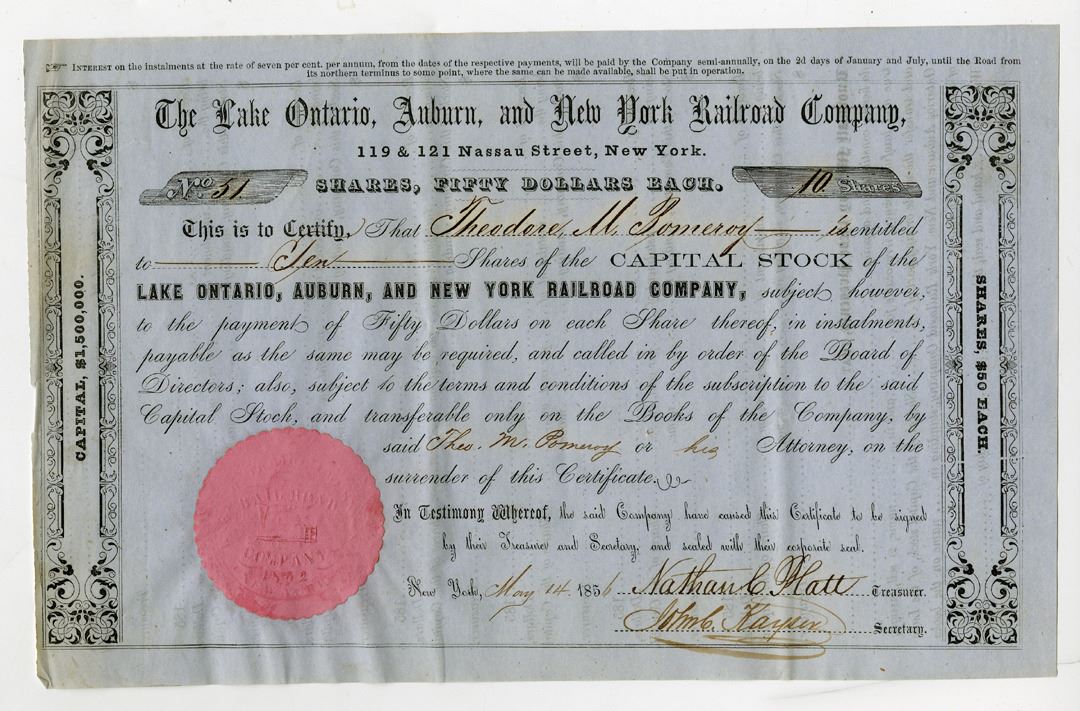 INTEREST on the instalments at the rate of seven per cent. per annum, from the dates of the respective payments, will be paid by the Company semi-annually, on the 2d days of January and July, until the Road from
its northern terminus to some point, where the same can be made available, shall be put in operation.
The Lake Ontario, Auburn, and New York Railroad Company,
119 & 121 Nassau Street, New York.
No. 51 SHARES, FIFTY DOLLARS EACH. 10 Shares
This is to Certify, That Theodore M. Pomeroy is entitled
to Ten Shares of the CAPITAL STOCK of the
LAKE ONTARIO, AUBURN, AND NEW YORK RAILROAD COMPANY, subject however,
to the payment of Fifty Dollars on each Share thereof, in instalments,
payable as the same may be required, and called in by order of the Board of
Directors; also, subject to the terms and conditions of the subscription to the said
Capital Stock, and transferable only on the Books of the Company, by
said Theo. M. Pomeroy or his Attorney, on the
surrender of this Certificate.
In Testimony Whereof, the said Company have caused this Certificate to be signed
by their Treasurer and Secretary, and sealed with their corporate seal.
New York, May 14 1856 Nathan C Platt Treasurer.
John C. Kayser Secretary.
CAPITAL, $1,500,000.
SHARES, $50 EACH.
RAILROAD
COMPANY
1852